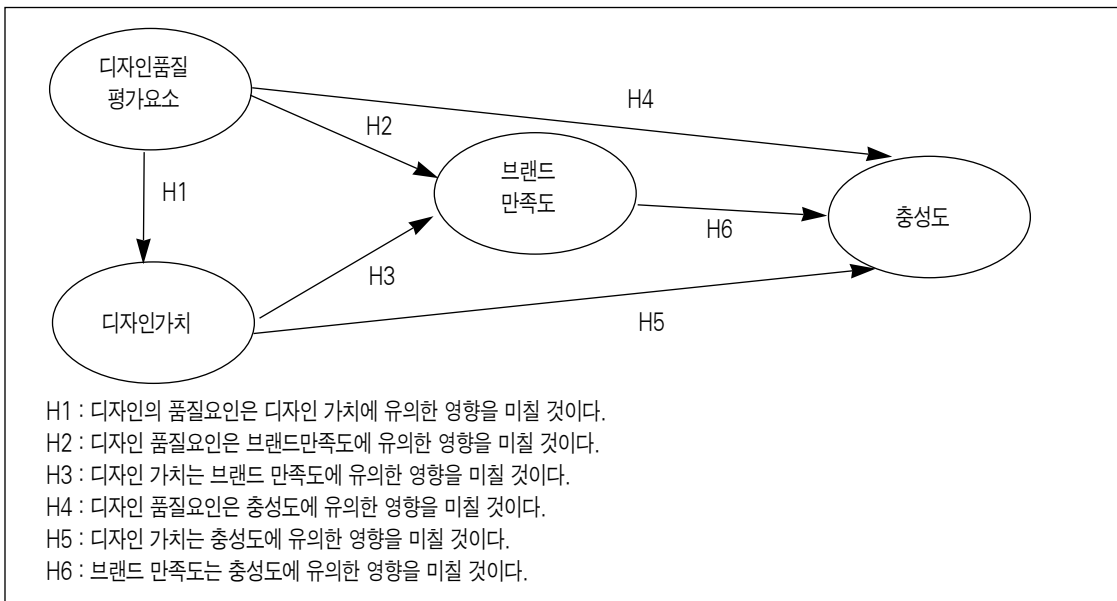 디자인품질
평가요소
H4
H2
브랜드
만족도
H1
충성도
H6
H3
디자인가치
H5
H1 : 디자인의 품질요인은 디자인 가치에 유의한 영향을 미칠 것이다.
H2 : 디자인 품질요인은 브랜드만족도에 유의한 영향을 미칠 것이다.
H3 : 디자인 가치는 브랜드 만족도에 유의한 영향을 미칠 것이다.
H4 : 디자인 품질요인은 충성도에 유의한 영향을 미칠 것이다.
H5 : 디자인 가치는 충성도에 유의한 영향을 미칠 것이다.
H6 : 브랜드 만족도는 충성도에 유의한 영향을 미칠 것이다.